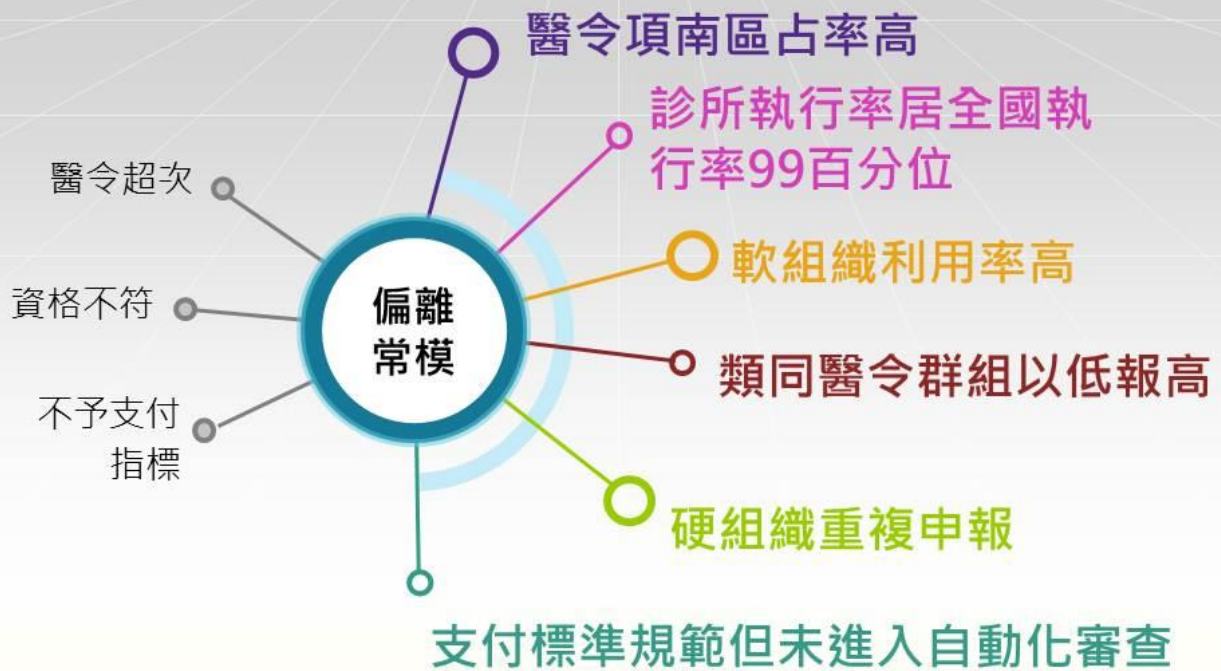 醫令項南區占率高
診所執行率居全國執
行率99百分位
醫令超次
軟組織利用率高
資格不符
偏離
常模
類同醫令群組以低報高
不予支付
指標
硬組織重複申報
支付標準規範但未進入自動化審查